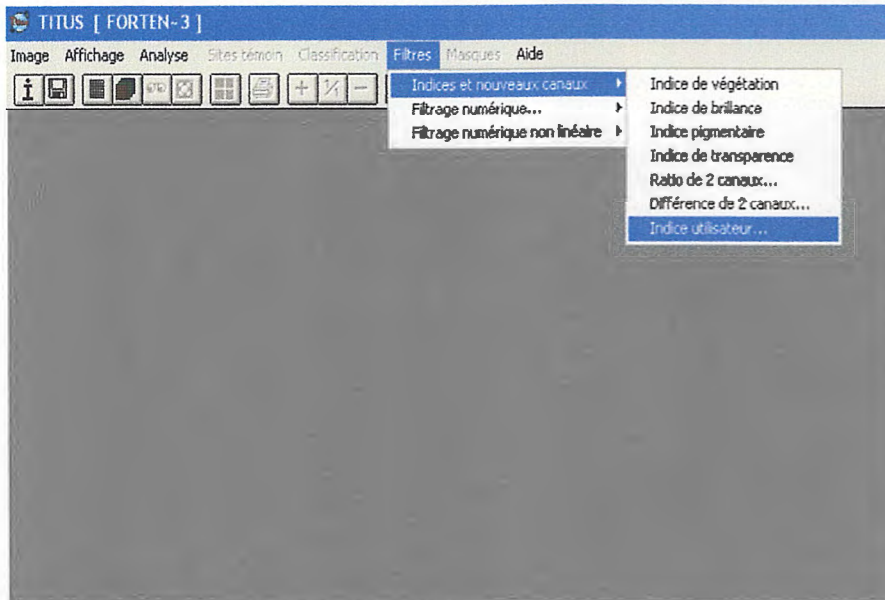 TITUS [ FORTEN~3 ]
Image Affichage Analyse Sites témoin Classification Filtres Masques Aide
Indices et nouveaux canaux
Filtrage numérique...
Filtrage numérique non linéaire
Indice de végétation
Indice de brillance
Indice pigmentaire
Indice de transparence
Ratio de 2 canaux...
Différence de 2 canaux...
Indice utilisateur...